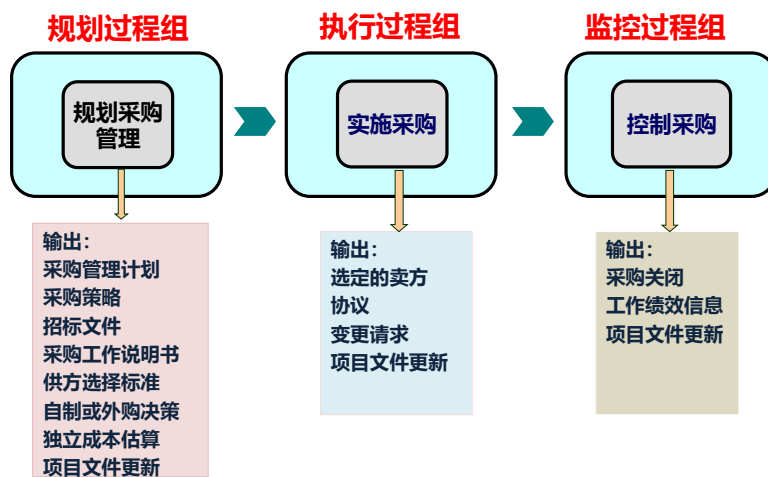 规划过程组
执行过程组
监控过程组
规划采购
管理
实施采购
控制采购
输出：
采购管理计划
采购策略
招标文件
采购工作说明书
供方选择标准
自制或外购决策
独立成本估算
项目文件更新
输出：
选定的卖方
协议
变更请求
项目文件更新
输出：
采购关闭
工作绩效信息
项目文件更新